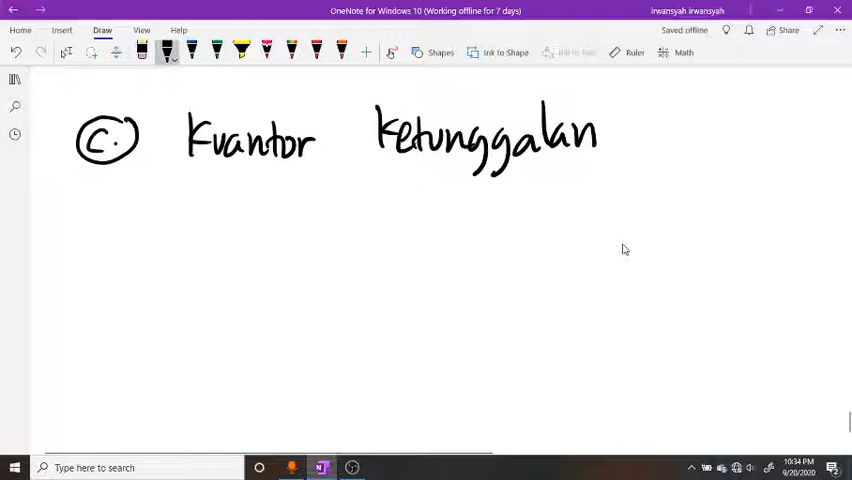 OneNote for Windows 10 (Working offline for 7 days)
irwansyah irwansyah
Home Insert Draw View Help
Saved offline
Share
Shapes
Ink to Shape
Ink to Text
Ruler
Math
C. Kuantor Ketunggalan
Type here to search
10:34 PM
9/20/2020
2